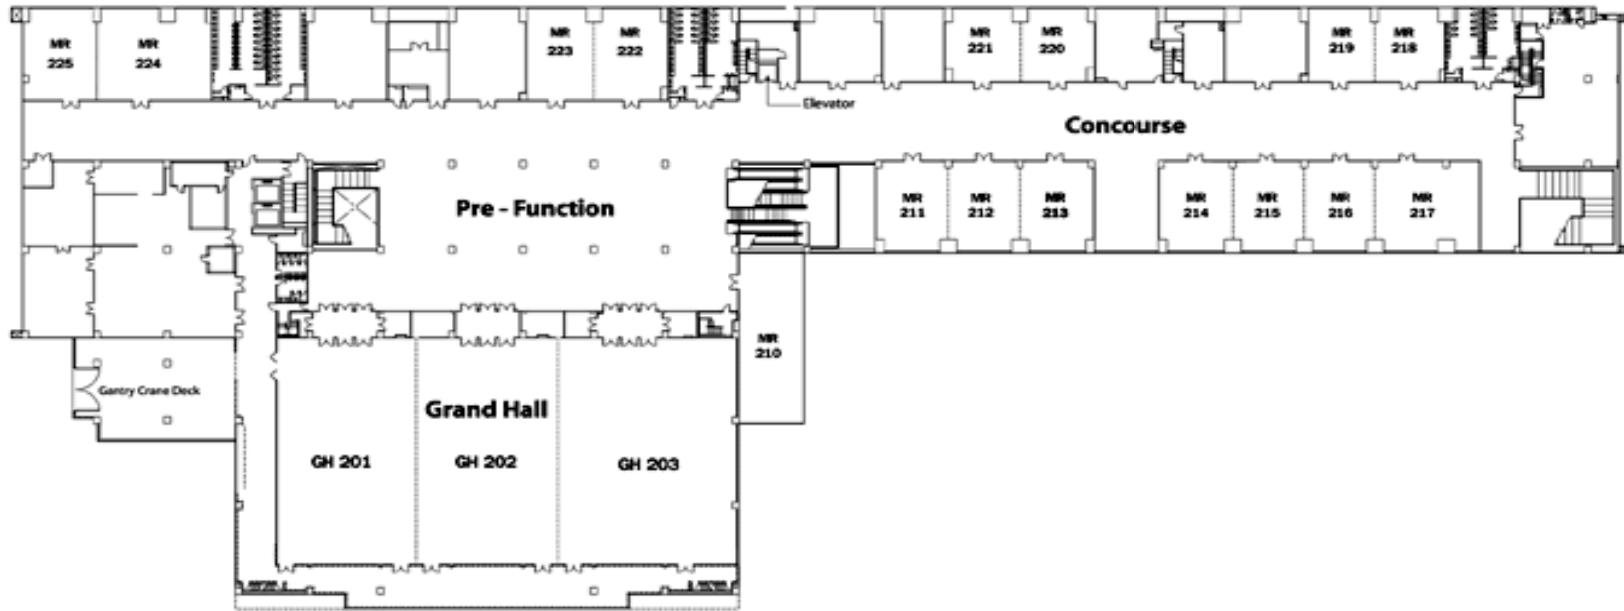 MR
225
MR
224
MR
223
MR
222
MR
221
MR
220
MR
219
MR
218
Elevator
Concourse
MR
211
MR
212
MR
213
MR
214
MR
215
MR
216
MR
217
Pre - Function
MR
210
Gantry Crane Deck
Grand Hall
GH 201
GH 202
GH 203